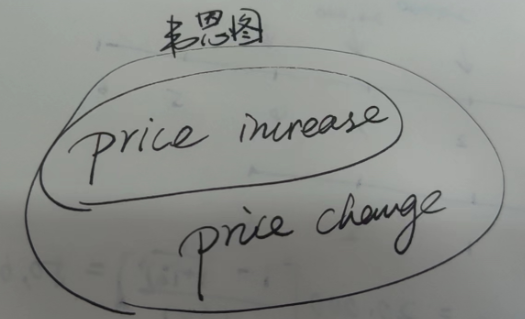 韦恩图
price increase
price change